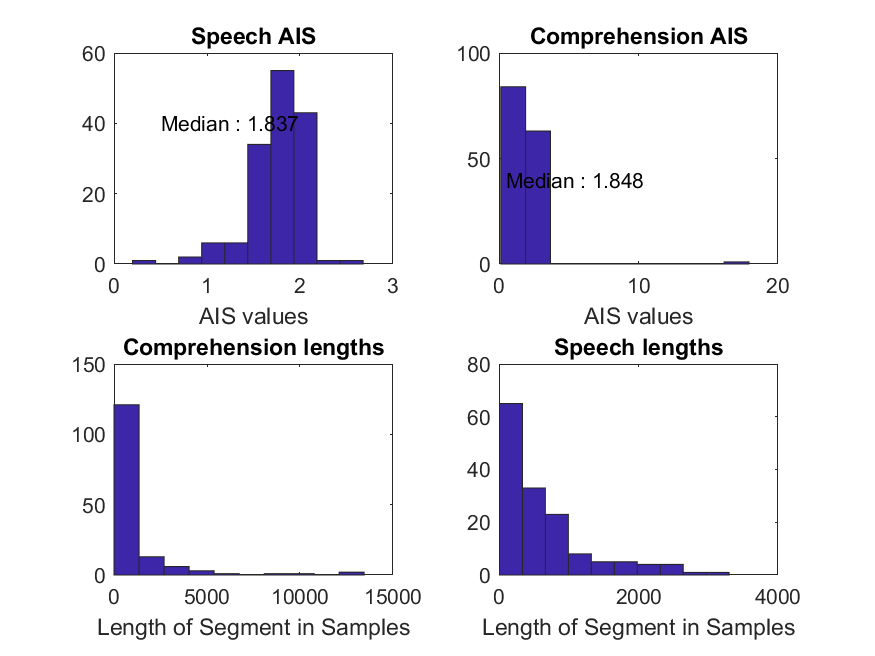 Speech AIS
60
40
20
0
Median : 1.837
0 1 2 3
AIS values
Comprehension AIS
100
50
0
Median : 1.848
0 10 20
AIS values
Comprehension lengths
150
100
50
0
0 5000 10000 15000
Length of Segment in Samples
Speech lengths
80
60
40
20
0
0 2000 4000
Length of Segment in Samples